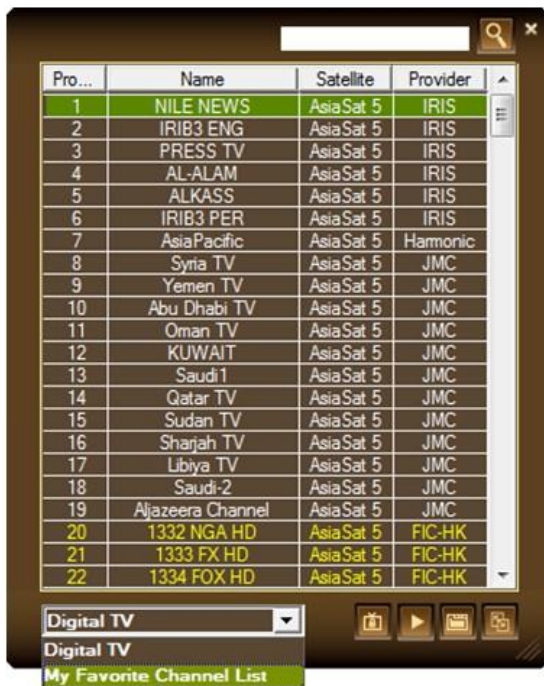 Pro... Name Satellite Provider
1 NILE NEWS AsiaSat 5 IRIS
2 IRIB3 ENG AsiaSat 5 IRIS
3 PRESS TV AsiaSat 5 IRIS
4 AL-ALAM AsiaSat 5 IRIS
5 ALKASS AsiaSat 5 IRIS
6 IRIB3 PER AsiaSat 5 IRIS
7 AsiaPacific AsiaSat 5 Harmonic
8 Syria TV AsiaSat 5 JMC
9 Yemen TV AsiaSat 5 JMC
10 Abu Dhabi TV AsiaSat 5 JMC
11 Oman TV AsiaSat 5 JMC
12 KUWAIT AsiaSat 5 JMC
13 Saudi1 AsiaSat 5 JMC
14 Qatar TV AsiaSat 5 JMC
15 Sudan TV AsiaSat 5 JMC
16 Sharjah TV AsiaSat 5 JMC
17 Libiya TV AsiaSat 5 JMC
18 Saudi-2 AsiaSat 5 JMC
19 Aljazeera Channel AsiaSat 5 JMC
20 1332 NGA HD AsiaSat 5 FIC-HK
21 1333 FX HD AsiaSat 5 FIC-HK
22 1334 FOX HD AsiaSat 5 FIC-HK
Digital TV
Digital TV
My Favorite Channel List